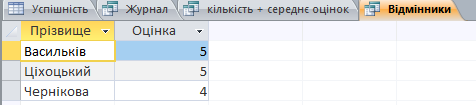 Успішність Журнал кількість + середнє оцінок Відмінники
Прізвище Оцінка
Васильків 5
Ціхоцький 5
Чернікова 4